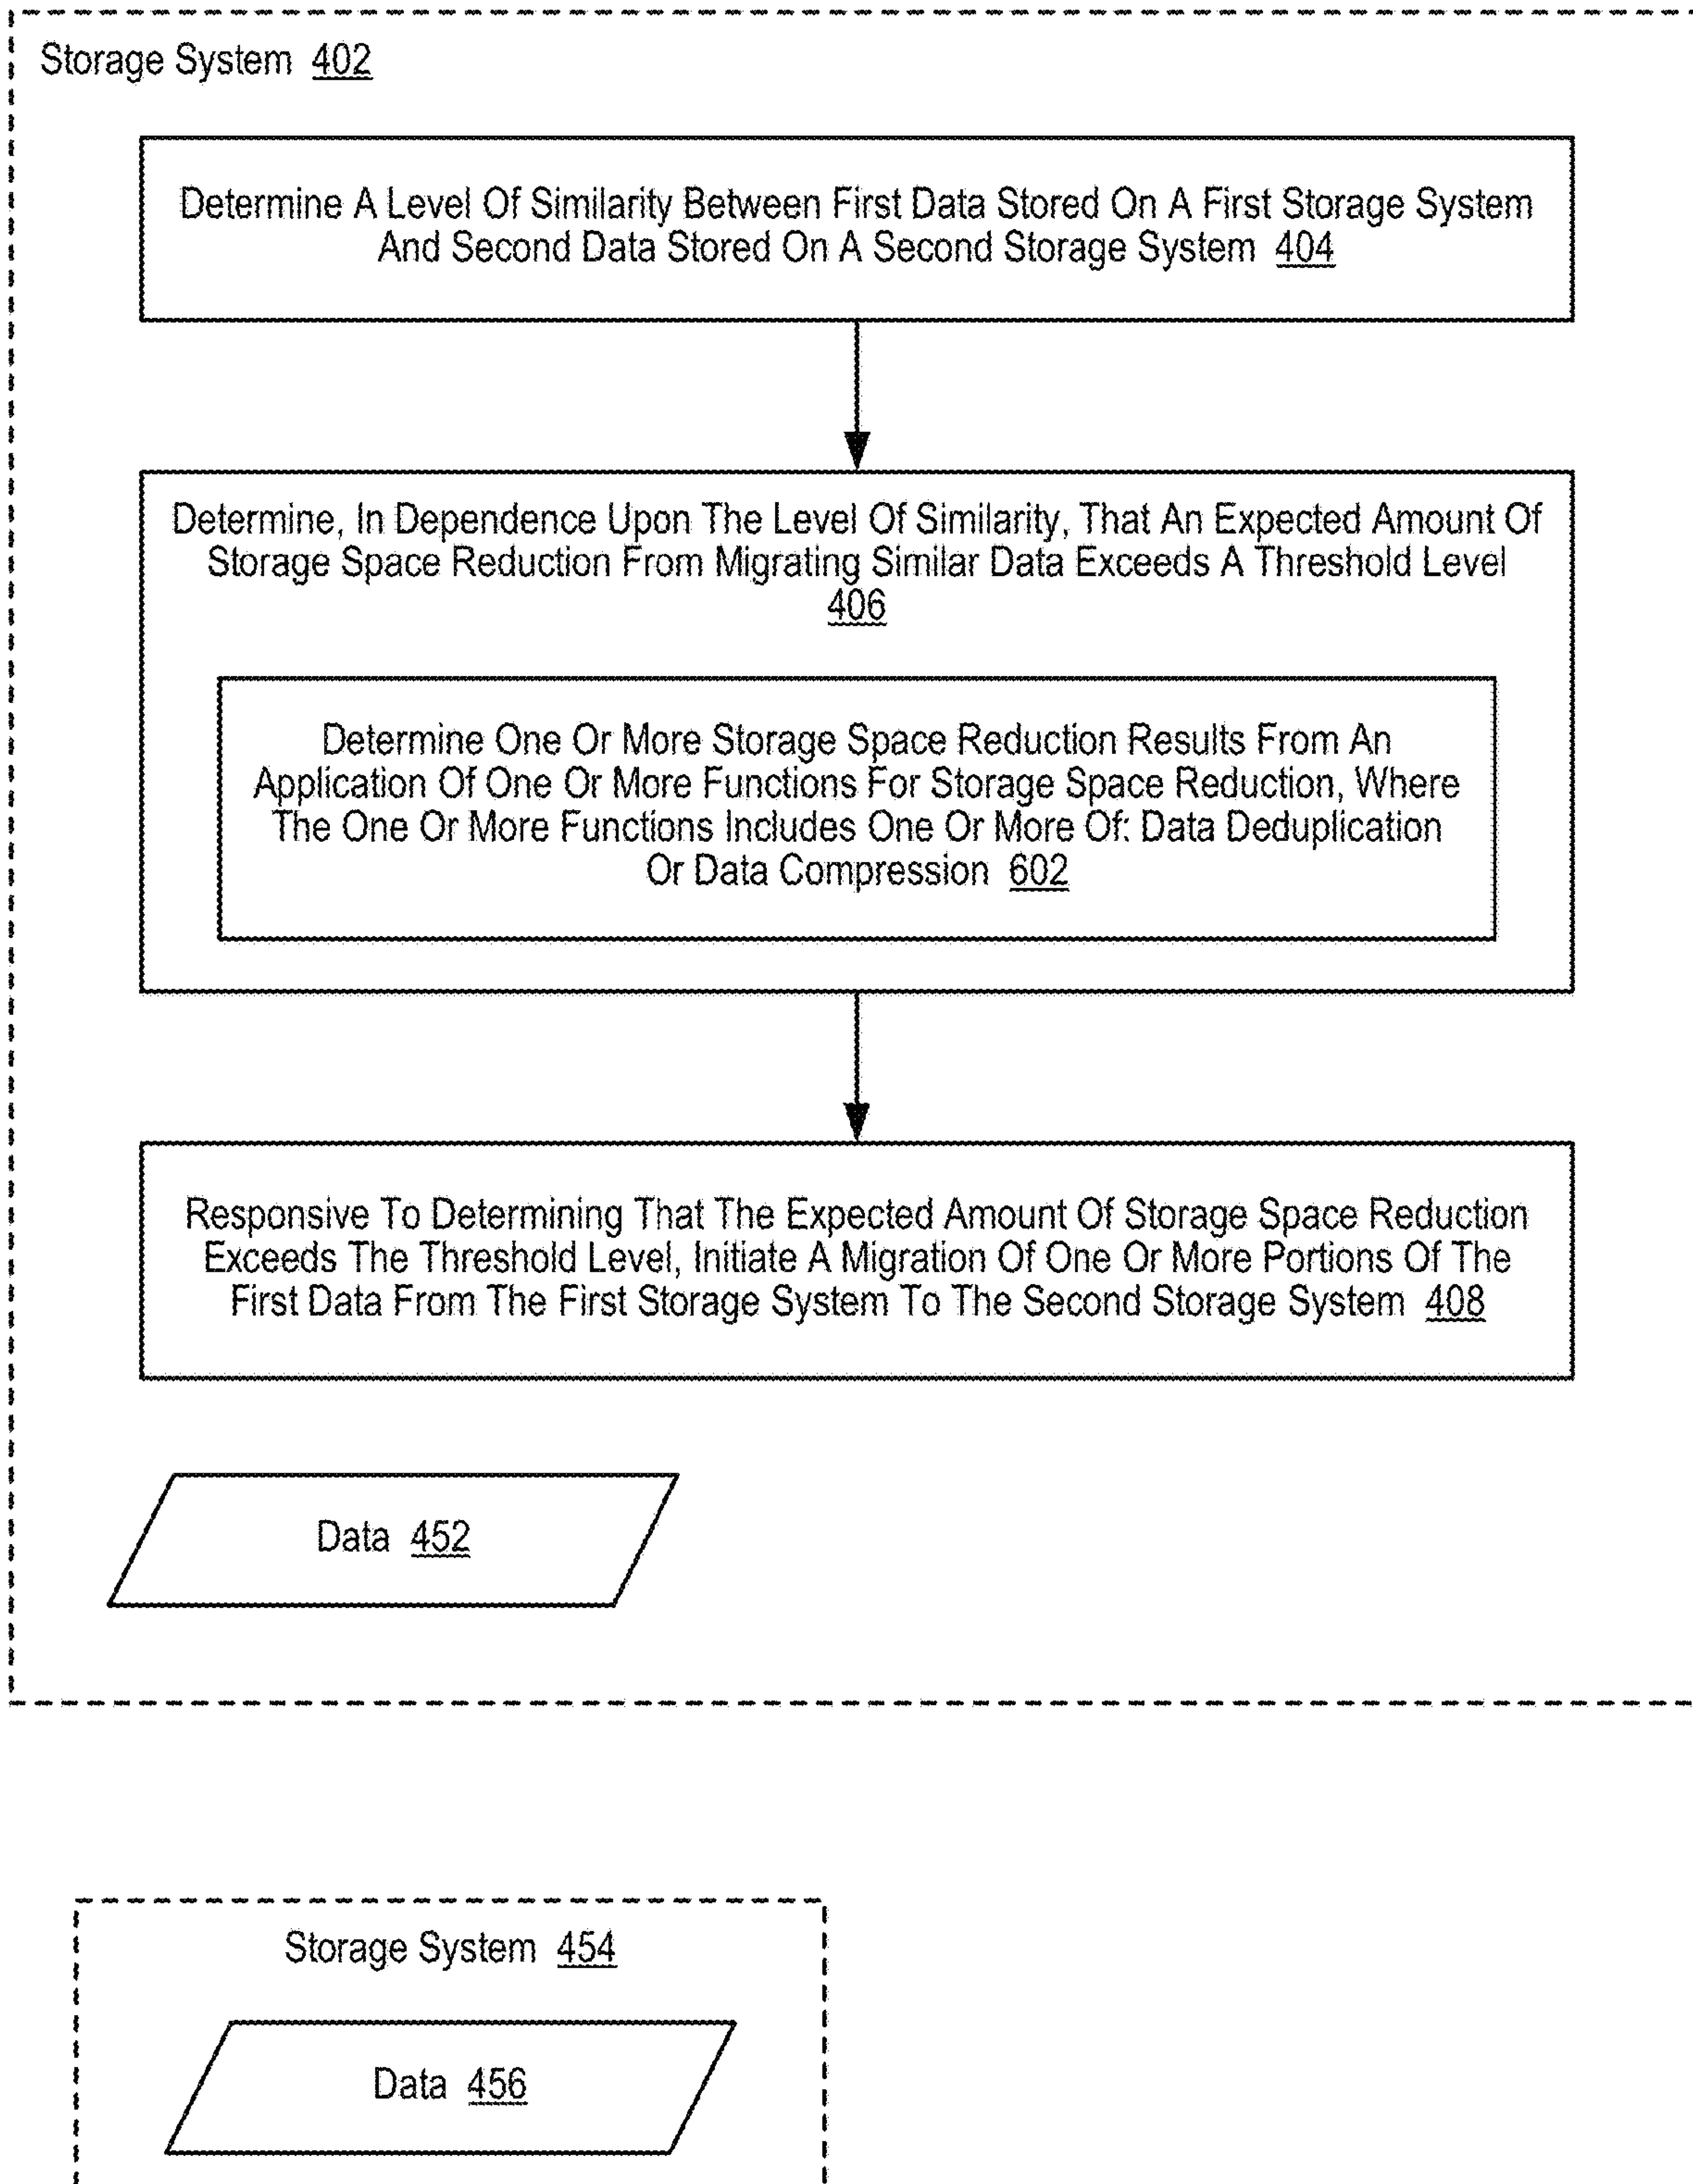 Storage System 402
Determine A Level Of Similarity Between First Data Stored On A First Storage System
And Second Data Stored On A Second Storage System 404
Determine, In Dependence Upon The Level Of Similarity, That An Expected Amount Of
Storage Space Reduction From Migrating Similar Data Exceeds A Threshold Level
406
Determine One Or More Storage Space Reduction Results From An
Application Of One Or More Functions For Storage Space Reduction, Where
The One Or More Functions Includes One Or More Of: Data Deduplication
Or Data Compression 602
Responsive To Determining That The Expected Amount Of Storage Space Reduction
Exceeds The Threshold Level, Initiate A Migration Of One Or More Portions Of The
First Data From The First Storage System To The Second Storage System 408
Data 452
Storage System 454
Data 456